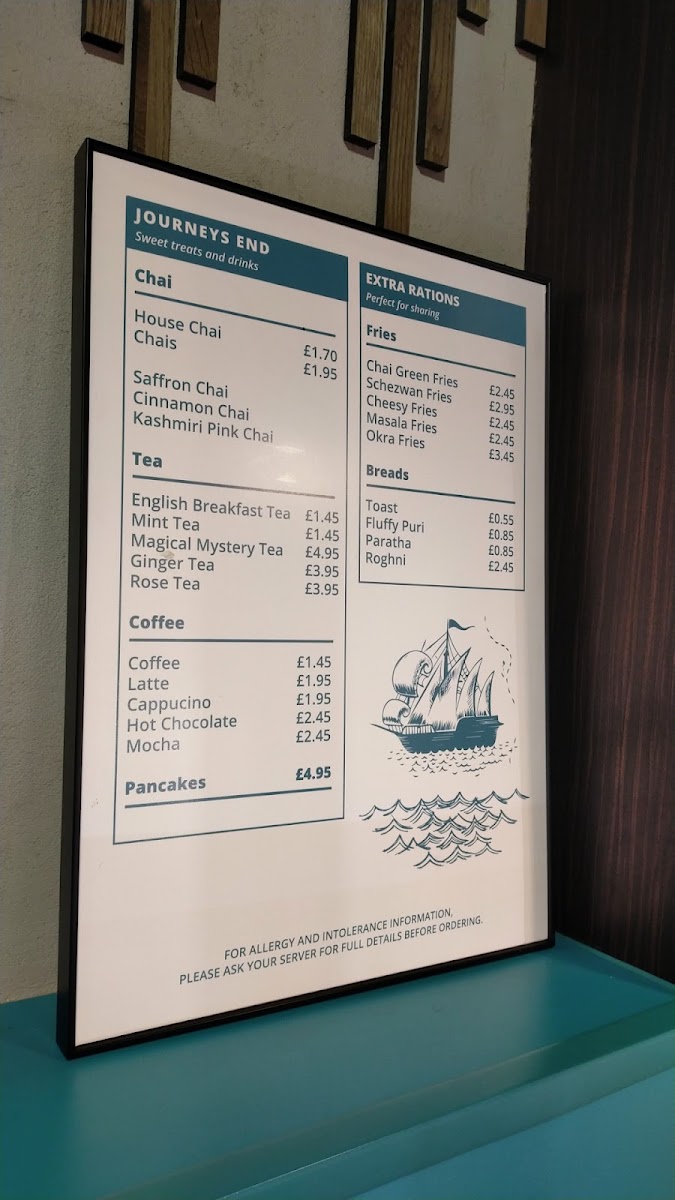 JOURNEYS END
Sweet treats and drinks
Chai
House Chai £1.70
Chais £1.95
Saffron Chai
Cinnamon Chai
Kashmiri Pink Chai
Tea
English Breakfast Tea £1.45
Mint Tea £1.45
Magical Mystery Tea £4.95
Ginger Tea £3.95
Rose Tea £3.95
Coffee
Coffee £1.45
Latte £1.95
Cappucino £1.95
Hot Chocolate £2.45
Mocha £2.45
Pancakes £4.95
EXTRA RATIONS
Perfect for sharing
Fries
Chai Green Fries £2.45
Schezwan Fries £2.95
Cheesy Fries £2.45
Masala Fries £2.45
Okra Fries £3.45
Breads
Toast £0.55
Fluffy Puri £0.85
Paratha £0.85
Roghni £2.45
FOR ALLERGY AND INTOLERANCE INFORMATION,
PLEASE ASK YOUR SERVER FOR FULL DETAILS BEFORE ORDERING.